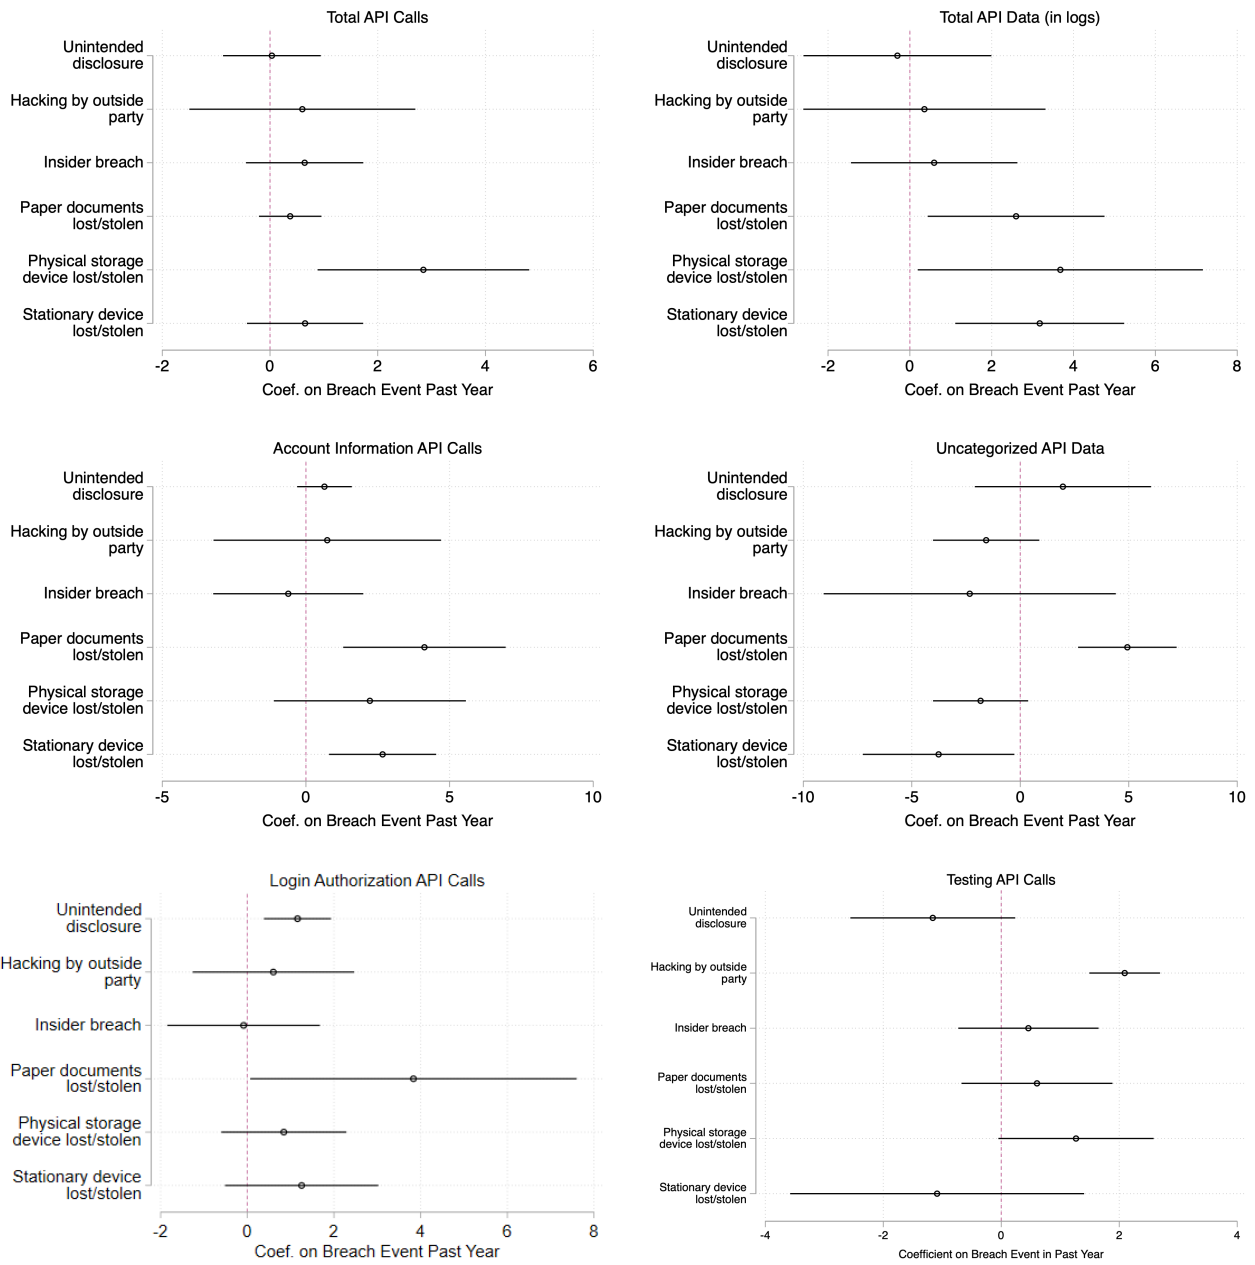 Total API Calls
Unintended
disclosure
Hacking by outside
party
Insider breach
Paper documents
lost/stolen
Physical storage
device lost/stolen
Stationary device
lost/stolen
-2 0 2 4 6
Coef. on Breach Event Past Year
Total API Data (in logs)
Unintended
disclosure
Hacking by outside
party
Insider breach
Paper documents
lost/stolen
Physical storage
device lost/stolen
Stationary device
lost/stolen
-2 0 2 4 6 8
Coef. on Breach Event Past Year
Account Information API Calls
Unintended
disclosure
Hacking by outside
party
Insider breach
Paper documents
lost/stolen
Physical storage
device lost/stolen
Stationary device
lost/stolen
-5 0 5 10
Coef. on Breach Event Past Year
Uncategorized API Data
Unintended
disclosure
Hacking by outside
party
Insider breach
Paper documents
lost/stolen
Physical storage
device lost/stolen
Stationary device
lost/stolen
-10 -5 0 5 10
Coef. on Breach Event Past Year
Login Authorization API Calls
Unintended
disclosure
Hacking by outside
party
Insider breach
Paper documents
lost/stolen
Physical storage
device lost/stolen
Stationary device
lost/stolen
-2 0 2 4 6 8
Coef. on Breach Event Past Year
Testing API Calls
Unintended
disclosure
Hacking by outside
party
Insider breach
Paper documents
lost/stolen
Physical storage
device lost/stolen
Stationary device
lost/stolen
-4 -2 0 2 4
Coefficient on Breach Event in Past Year